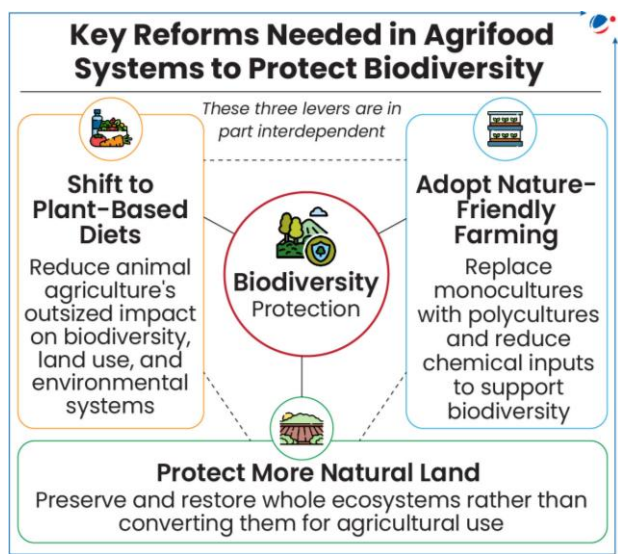 Key Reforms Needed in Agrifood
Systems to Protect Biodiversity
These three levers are in
part interdependent
Shift to
Plant-Based
Diets
Reduce animal
agriculture's
outsized impact
on biodiversity,
land use, and
environmental
systems
Biodiversity
Protection
Adopt Nature-
Friendly
Farming
Replace
monocultures
with polycultures
and reduce
chemical inputs
to support
biodiversity
Protect More Natural Land
Preserve and restore whole ecosystems rather than
converting them for agricultural use